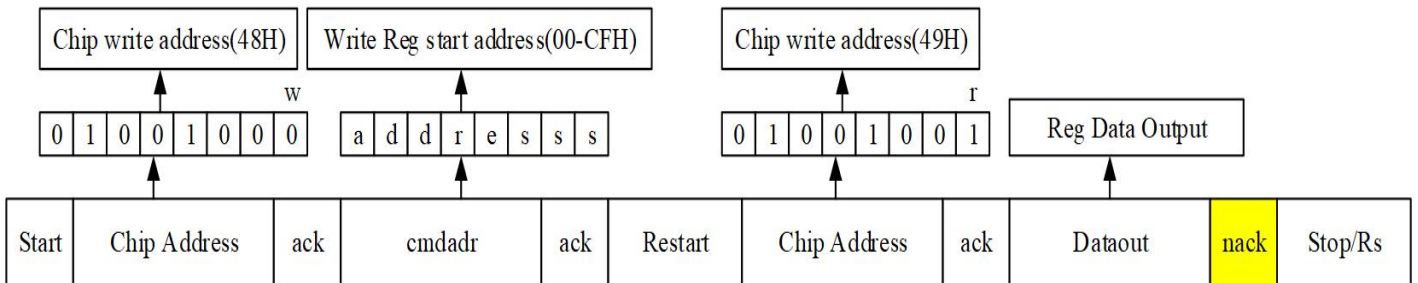 Chip write address(48H)
Write Reg start address(00-CFH)
Chip write address(49H)
w
r
0 1 0 0 1 0 0 0
a d d r e s s s
0 1 0 0 1 0 0 1
Reg Data Output
Start
Chip Address
ack
cmdadr
ack
Restart
Chip Address
ack
Dataout
nack
Stop/Rs